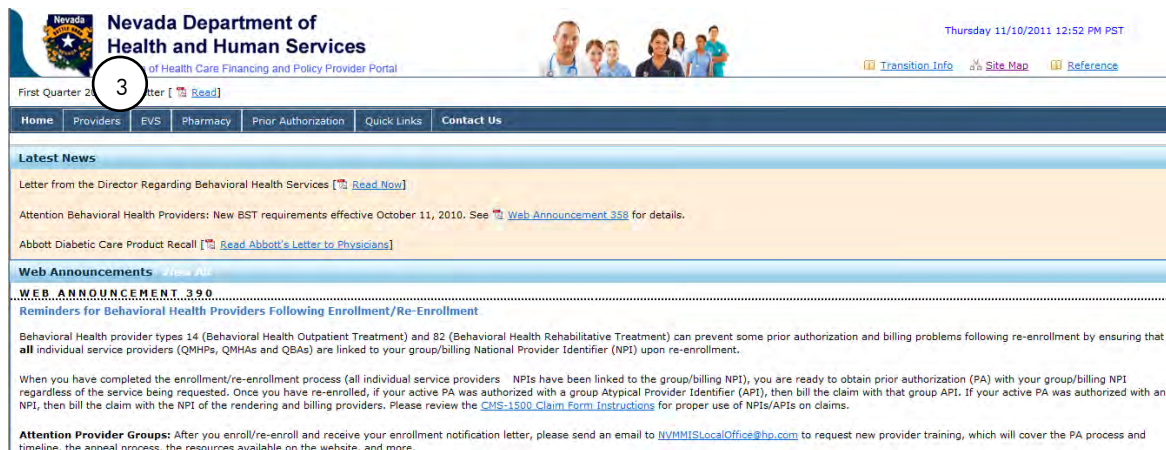 Nevada
Nevada Department of
Health and Human Services
of Health Care Financing and Policy Provider Portal
Thursday 11/10/2011 12:52 PM PST
Transition Info Site Map Reference
3
First Quarter 20 tter [ Read]
Home Providers EVS Pharmacy Prior Authorization Quick Links Contact Us
Latest News
Letter from the Director Regarding Behavioral Health Services [ Read Now]
Attention Behavioral Health Providers: New BST requirements effective October 11, 2010. See Web Announcement 358 for details.
Abbott Diabetic Care Product Recall [ Read Abbott's Letter to Physicians]
Web Announcements View All
WEB ANNOUNCEMENT 390
Reminders for Behavioral Health Providers Following Enrollment/Re-Enrollment
Behavioral Health provider types 14 (Behavioral Health Outpatient Treatment) and 82 (Behavioral Health Rehabilitative Treatment) can prevent some prior authorization and billing problems following re-enrollment by ensuring that
all individual service providers (QMHPs, QMHAs and QBAs) are linked to your group/billing National Provider Identifier (NPI) upon re-enrollment.
When you have completed the enrollment/re-enrollment process (all individual service providers NPIs have been linked to the group/billing NPI), you are ready to obtain prior authorization (PA) with your group/billing NPI
regardless of the service being requested. Once you have re-enrolled, if your active PA was authorized with a group Atypical Provider Identifier (API), then bill the claim with that group API. If your active PA was authorized with an
NPI, then bill the claim with the NPI of the rendering and billing providers. Please review the CMS-1500 Claim Form Instructions for proper use of NPIs/APIs on claims.
Attention Provider Groups: After you enroll/re-enroll and receive your enrollment notification letter, please send an email to NVMMISLocalOffice@hp.com to request new provider training, which will cover the PA process and
timeline, the appeal process, the resources available on the website, and more.